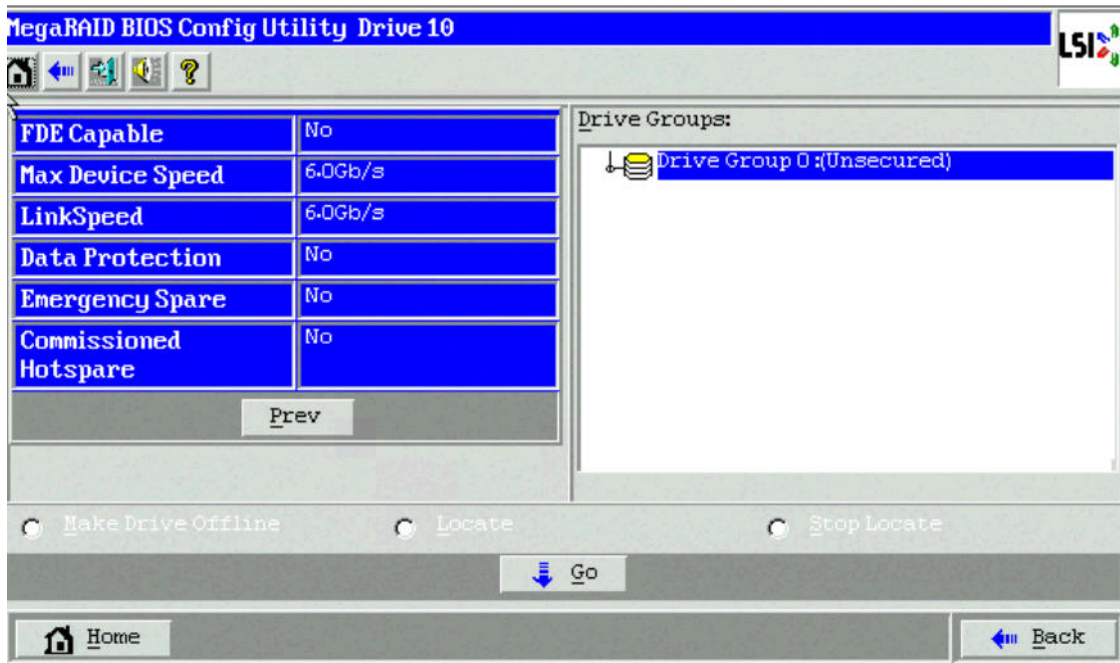 MegaRAID BIOS Config Utility Drive 10
LSI
?
FDE Capable No
Max Device Speed 6.0Gb/s
LinkSpeed 6.0Gb/s
Data Protection No
Emergency Spare No
Commissioned No
Hotspare
Prev
Drive Groups:
Drive Group 0:(Unsecured)
Make Drive Offline Locate Stop Locate
Go
Home Back